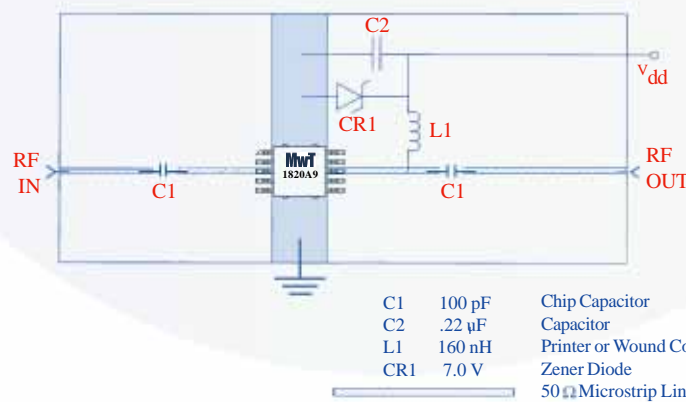 C2
V
dd
CR1
L1
RF
IN
C1
MwT
1820A9
C1
RF
OUT
C1 100 pF Chip Capacitor
C2 .22 µF Capacitor
L1 160 nH Printer or Wound Co
CR1 7.0 V Zener Diode
50 Ω Microstrip Lin